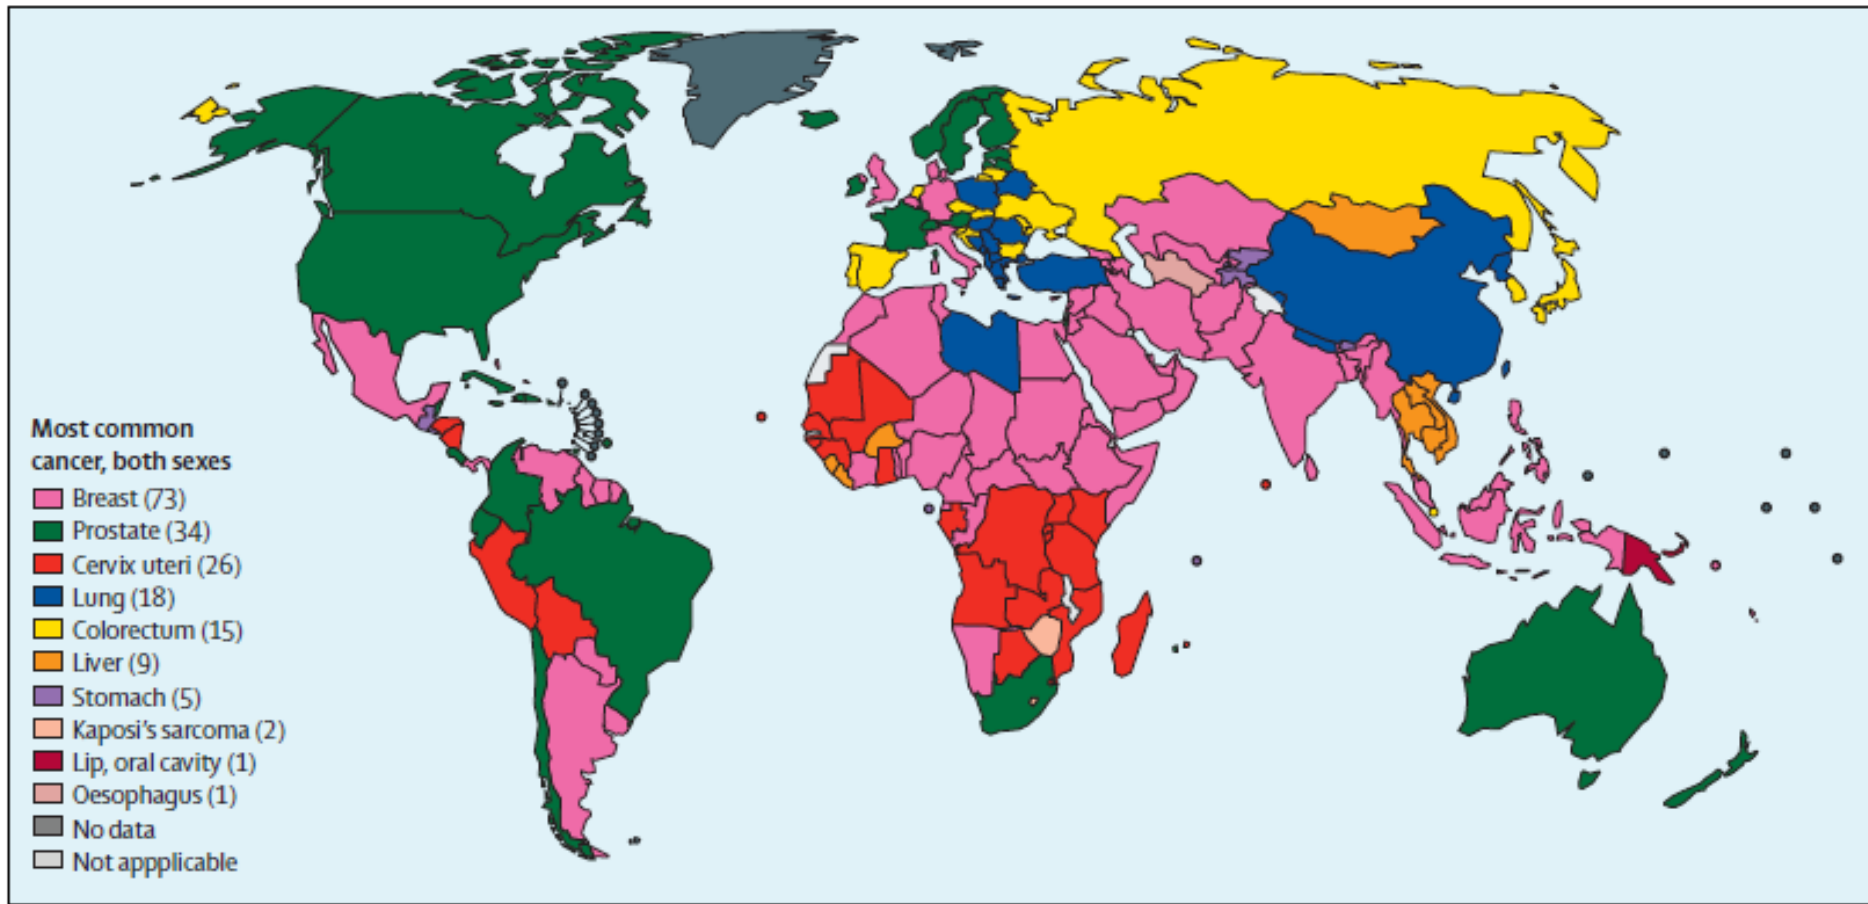 Most common
cancer, both sexes
Breast (73)
Prostate (34)
Cervix uteri (26)
Lung (18)
Colorectum (15)
Liver (9)
Stomach (5)
Kaposi's sarcoma (2)
Lip, oral cavity (1)
Oesophagus (1)
No data
Not appplicable